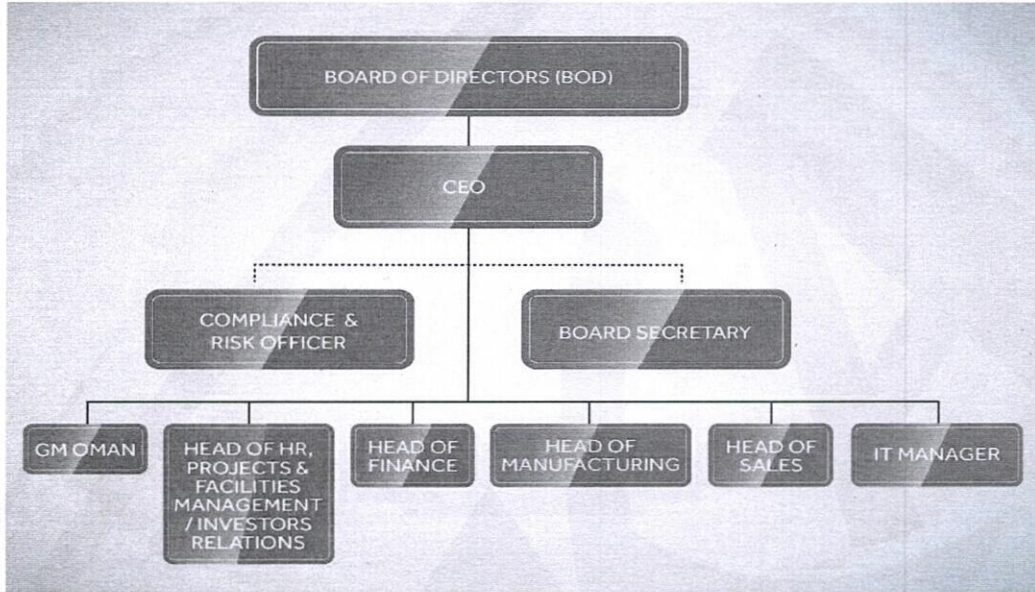 BOARD OF DIRECTORS (BOD)
CEO
COMPLIANCE &
RISK OFFICER
BOARD SECRETARY
GM OMAN
HEAD OF HR,
PROJECTS &
FACILITIES
MANAGEMENT
/ INVESTORS
RELATIONS
HEAD OF
FINANCE
HEAD OF
MANUFACTURING
HEAD OF
SALES
IT MANAGER